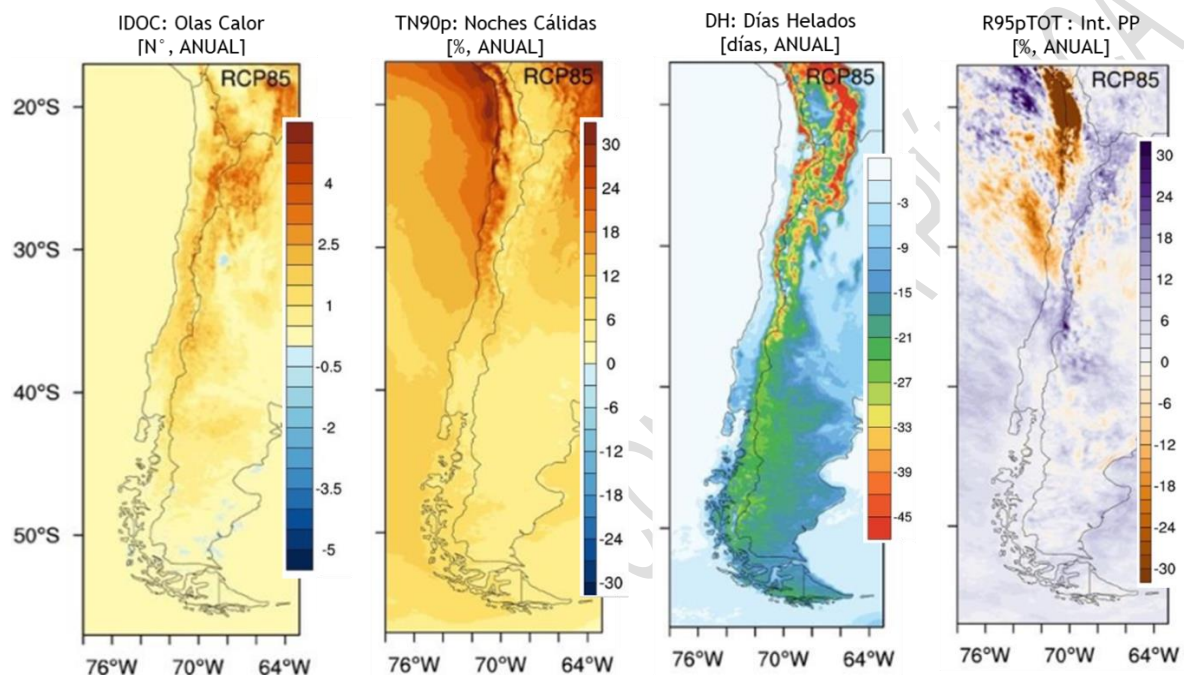 IDOC: Olas Calor
[N°, ANUAL]
TN90p: Noches Cálidas
[%, ANUAL]
DH: Días Helados
[días, ANUAL]
R95pTOT : Int. PP
[%, ANUAL]
RCP85
RCP85
RCP85
RCP85
20°S
30°S
40°S
50°S
4
2.5
1
-0.5
-2
-3.5
-5
30
24
18
12
6
0
-6
-12
-18
-24
-30
-3
-9
-15
-21
-27
-33
-39
-45
30
24
18
12
6
0
-6
-12
-18
-24
-30
76°W 70°W 64°W
76°W 70°W 64°W
76°W 70°W 64°W
76°W 70°W 64°W